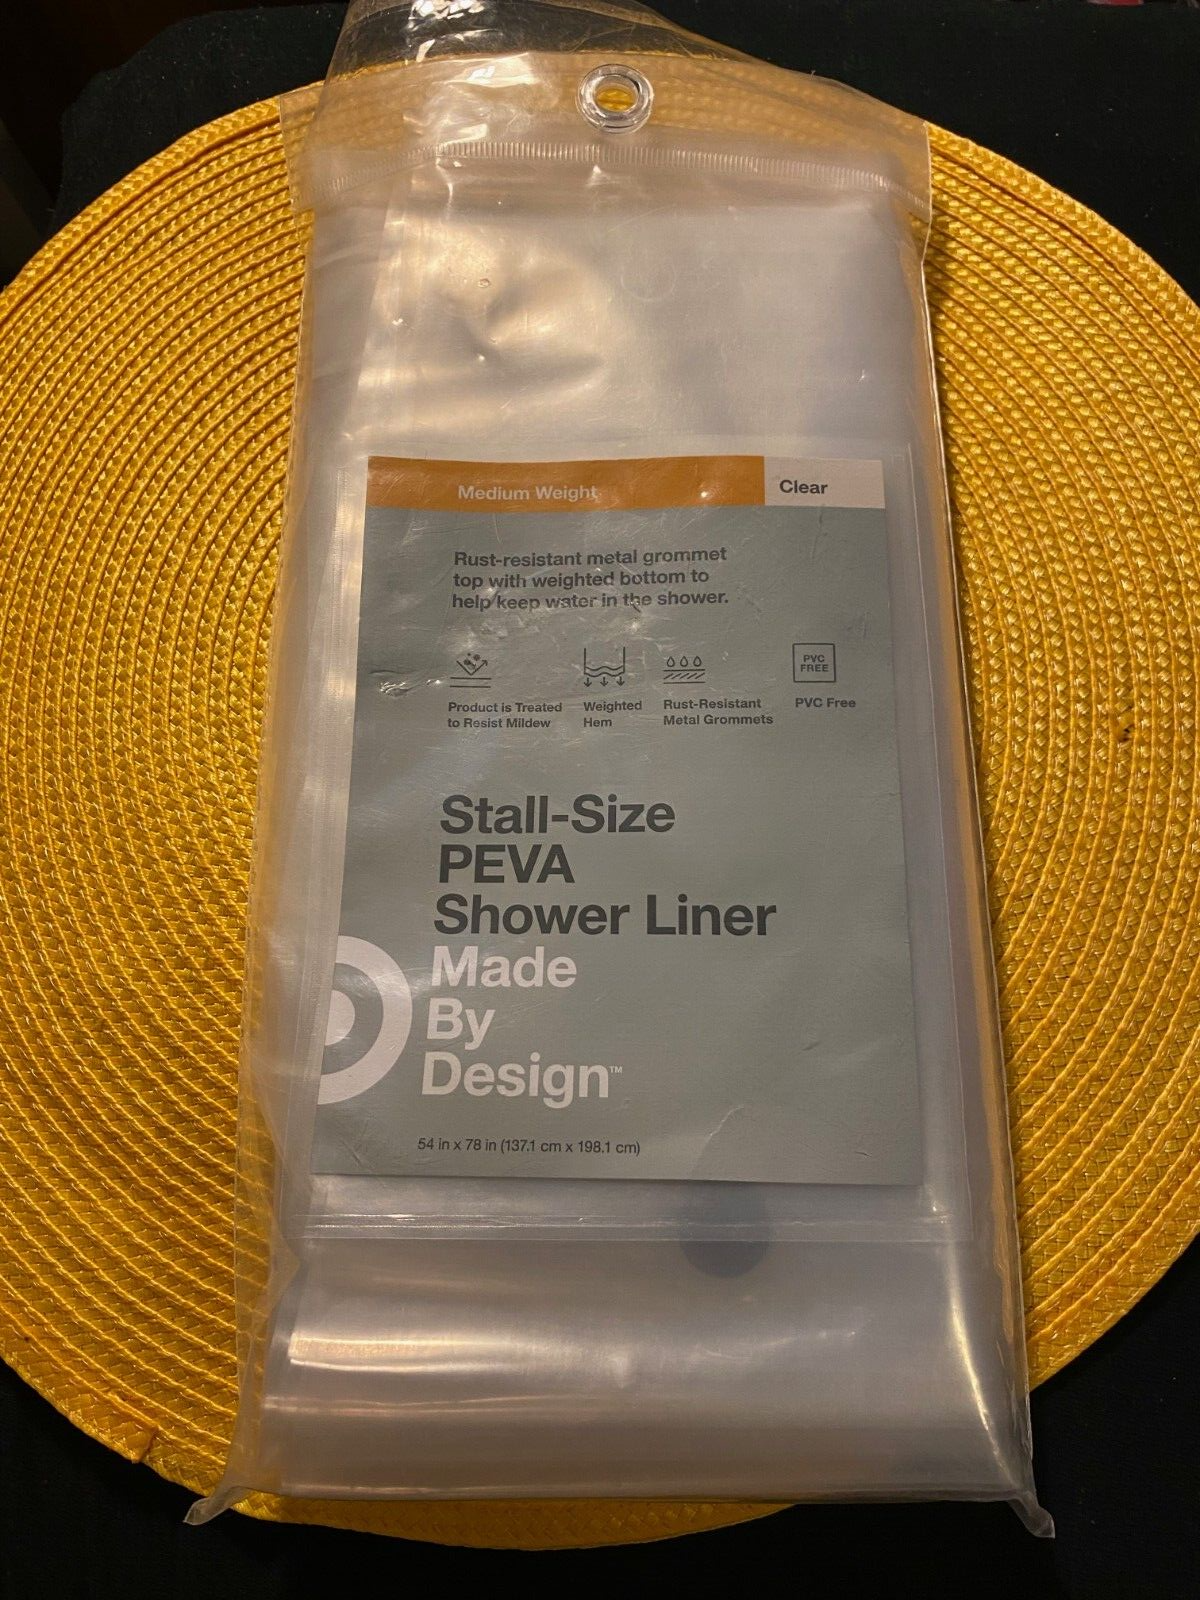 Medium Weight
Clear
Rust-resistant metal grommet
top with weighted bottom to
help keep water in the shower.
Product is Treated
to Resist Mildew
Weighted
Hem
Rust-Resistant
Metal Grommets
PVC
FREE
PVC Free
Stall-Size
PEVA
Shower Liner
Made
By
Design™
54 in x 78 in (137.1 cm x 198.1 cm)